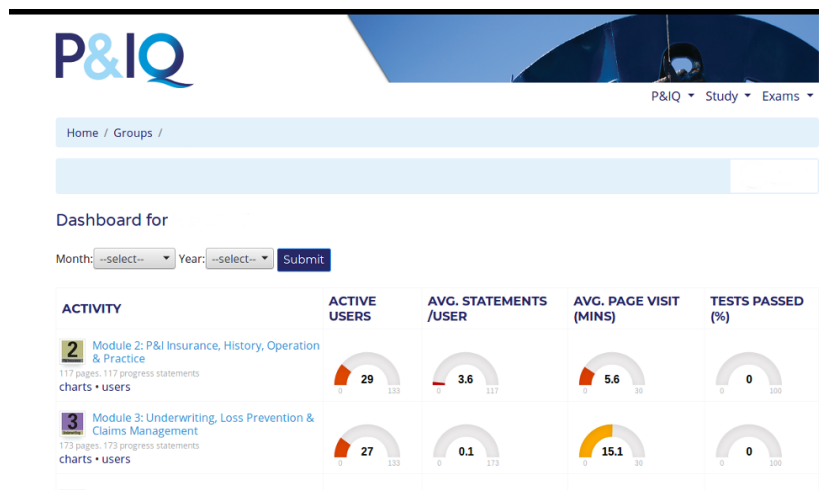 P&IQ
P&IQ Study Exams
Home / Groups /
Dashboard for
Month: --select-- Year: --select-- Submit
ACTIVITY
ACTIVE USERS
AVG. STATEMENTS /USER
AVG. PAGE VISIT (MINS)
TESTS PASSED (%)
2
Module 2: P&I Insurance, History, Operation
& Practice
117 pages. 117 progress statements
charts • users
29
0 133
3.6
0 117
5.6
0 30
0
0 100
3
Module 3: Underwriting, Loss Prevention &
Claims Management
173 pages. 173 progress statements
charts • users
27
0 133
0.1
0 173
15.1
0 30
0
0 100